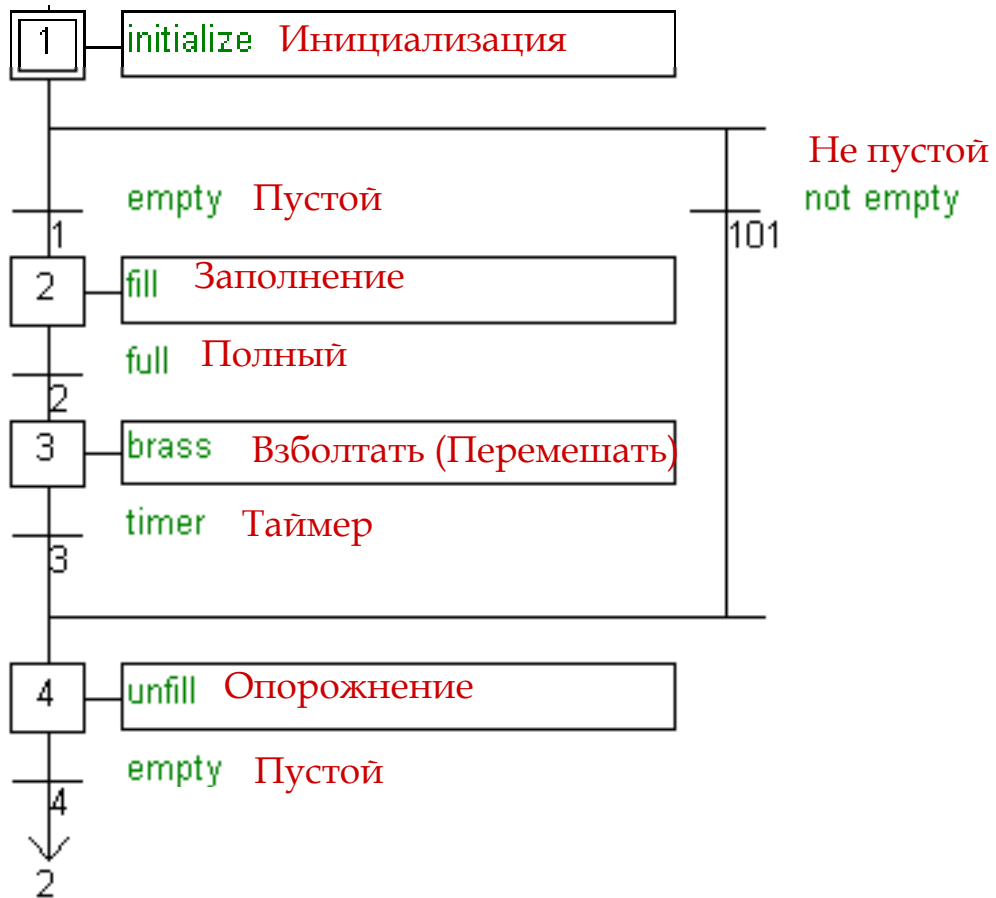 1 initialize Инициализация
Не пустой
empty Пустой not empty
1 101
2 fill Заполнение
full Полный
2
3 brass Взболтать (Перемешать)
timer Таймер
3
4 unfill Опорожнение
empty Пустой
4
2